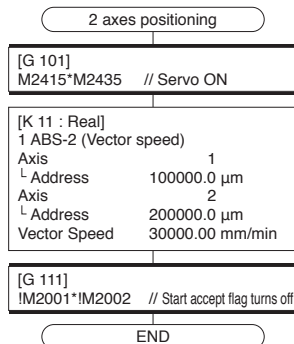 2 axes positioning
[G 101]
M2415*M2435 // Servo ON
[K 11 : Real]
1 ABS-2 (Vector speed)
Axis 1
└ Address 100000.0 µm
Axis 2
└ Address 200000.0 µm
Vector Speed 30000.00 mm/min
[G 111]
!M2001*!M2002 // Start accept flag turns off
END